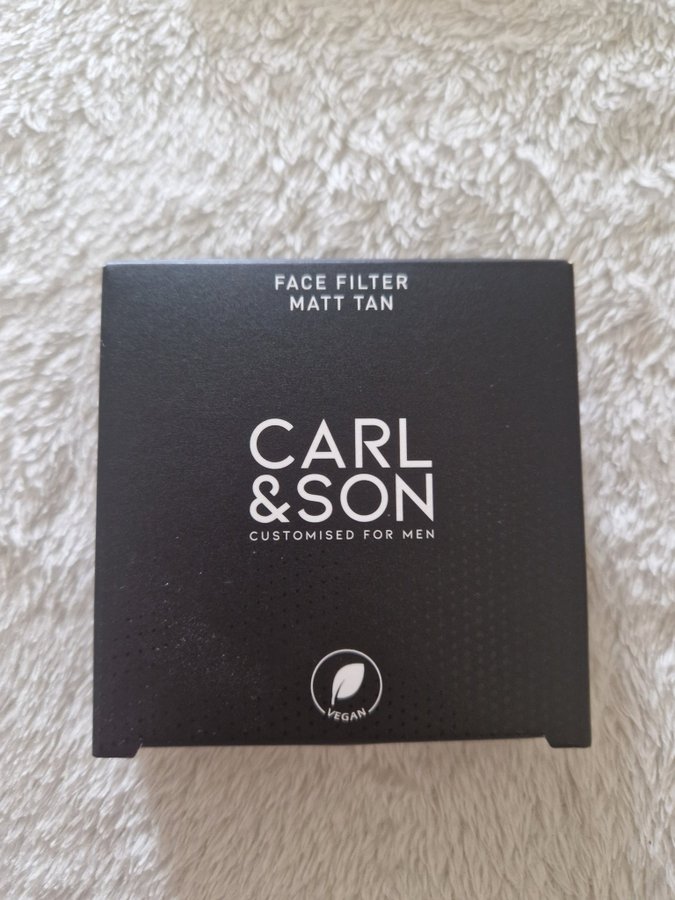 FACE FILTER
MATT TAN
CARL
&SON
CUSTOMISED FOR MEN
VEGAN